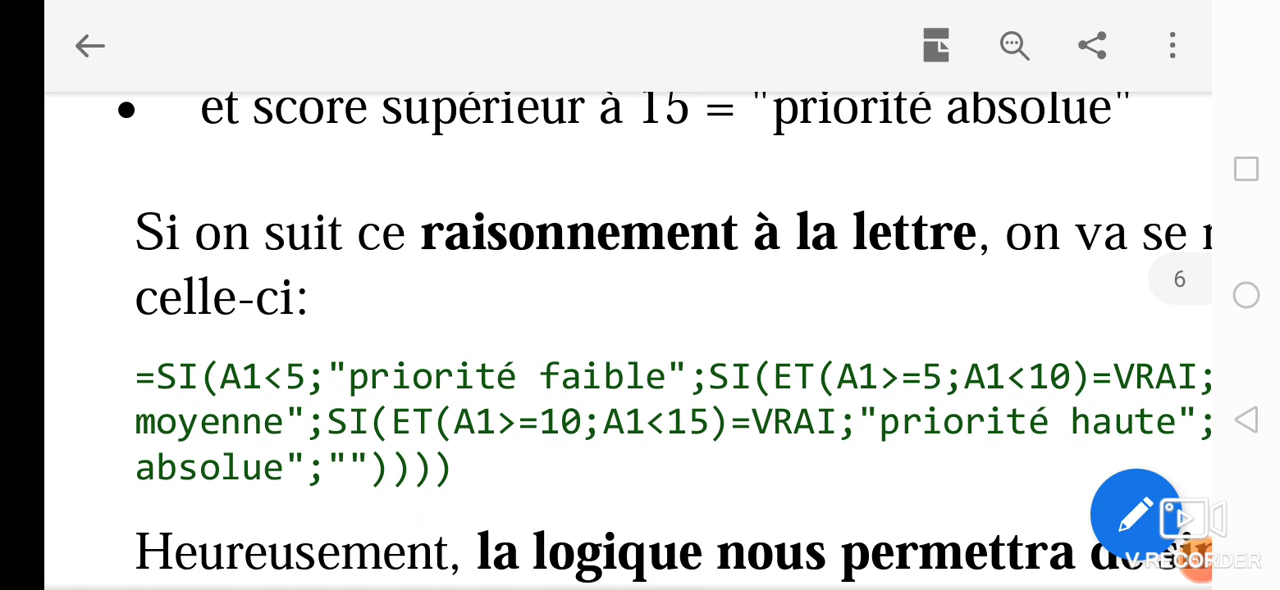 et score supérieur à 15 = "priorité absolue"
Si on suit ce raisonnement à la lettre, on va se
celle-ci:
6
=SI(A1<5;"priorité faible";SI(ET(A1>=5;A1<10)=VRAI;
moyenne";SI(ET(A1>=10;A1<15)=VRAI;"priorité haute";
absolue";""))))
Heureusement, la logique nous permettra
V-RECORDER